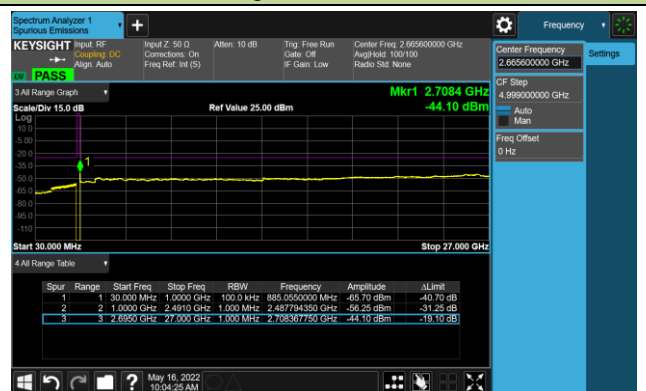 Spectrum Analyzer 1
Spurious Emissions
Frequency
KEYSIGHT
Input: RF
Coupling: DC
Align: Auto
Input Z: 50 Ω
Corrections: On
Freq Ref: Int (S)
Atten: 10 dB
Trig: Free Run
Gate: Off
IF Gain: Low
Center Freq: 2.665600000 GHz
Avg|Hold: 100/100
Radio Std: None
PASS
Center Frequency
2.665600000 GHz
Settings
CF Step
4.999000000 GHz
Auto
Man
Freq Offset
0 Hz
3 All Range Graph
Mkr1 2.7084 GHz
Scale/Div 15.0 dB
Ref Value 25.00 dBm
-44.10 dBm
Log
10.0
-5.00
-20.0
-35.0
-50.0
-65.0
-80.0
-95.0
-110
1
Start 30.000 MHz
Stop 27.000 GHz
4 All Range Table
Spur Range Start Freq Stop Freq RBW Frequency Amplitude ΔLimit
1 1 30.000 MHz 1.0000 GHz 100.0 kHz 885.0550000 MHz -65.70 dBm -40.70 dB
2 2 1.0000 GHz 2.4910 GHz 1.000 MHz 2.487794350 GHz -56.25 dBm -31.25 dB
3 3 2.6950 GHz 27.000 GHz 1.000 MHz 2.708367750 GHz -44.10 dBm -19.10 dB
?
May 16, 2022
10:04:25 AM